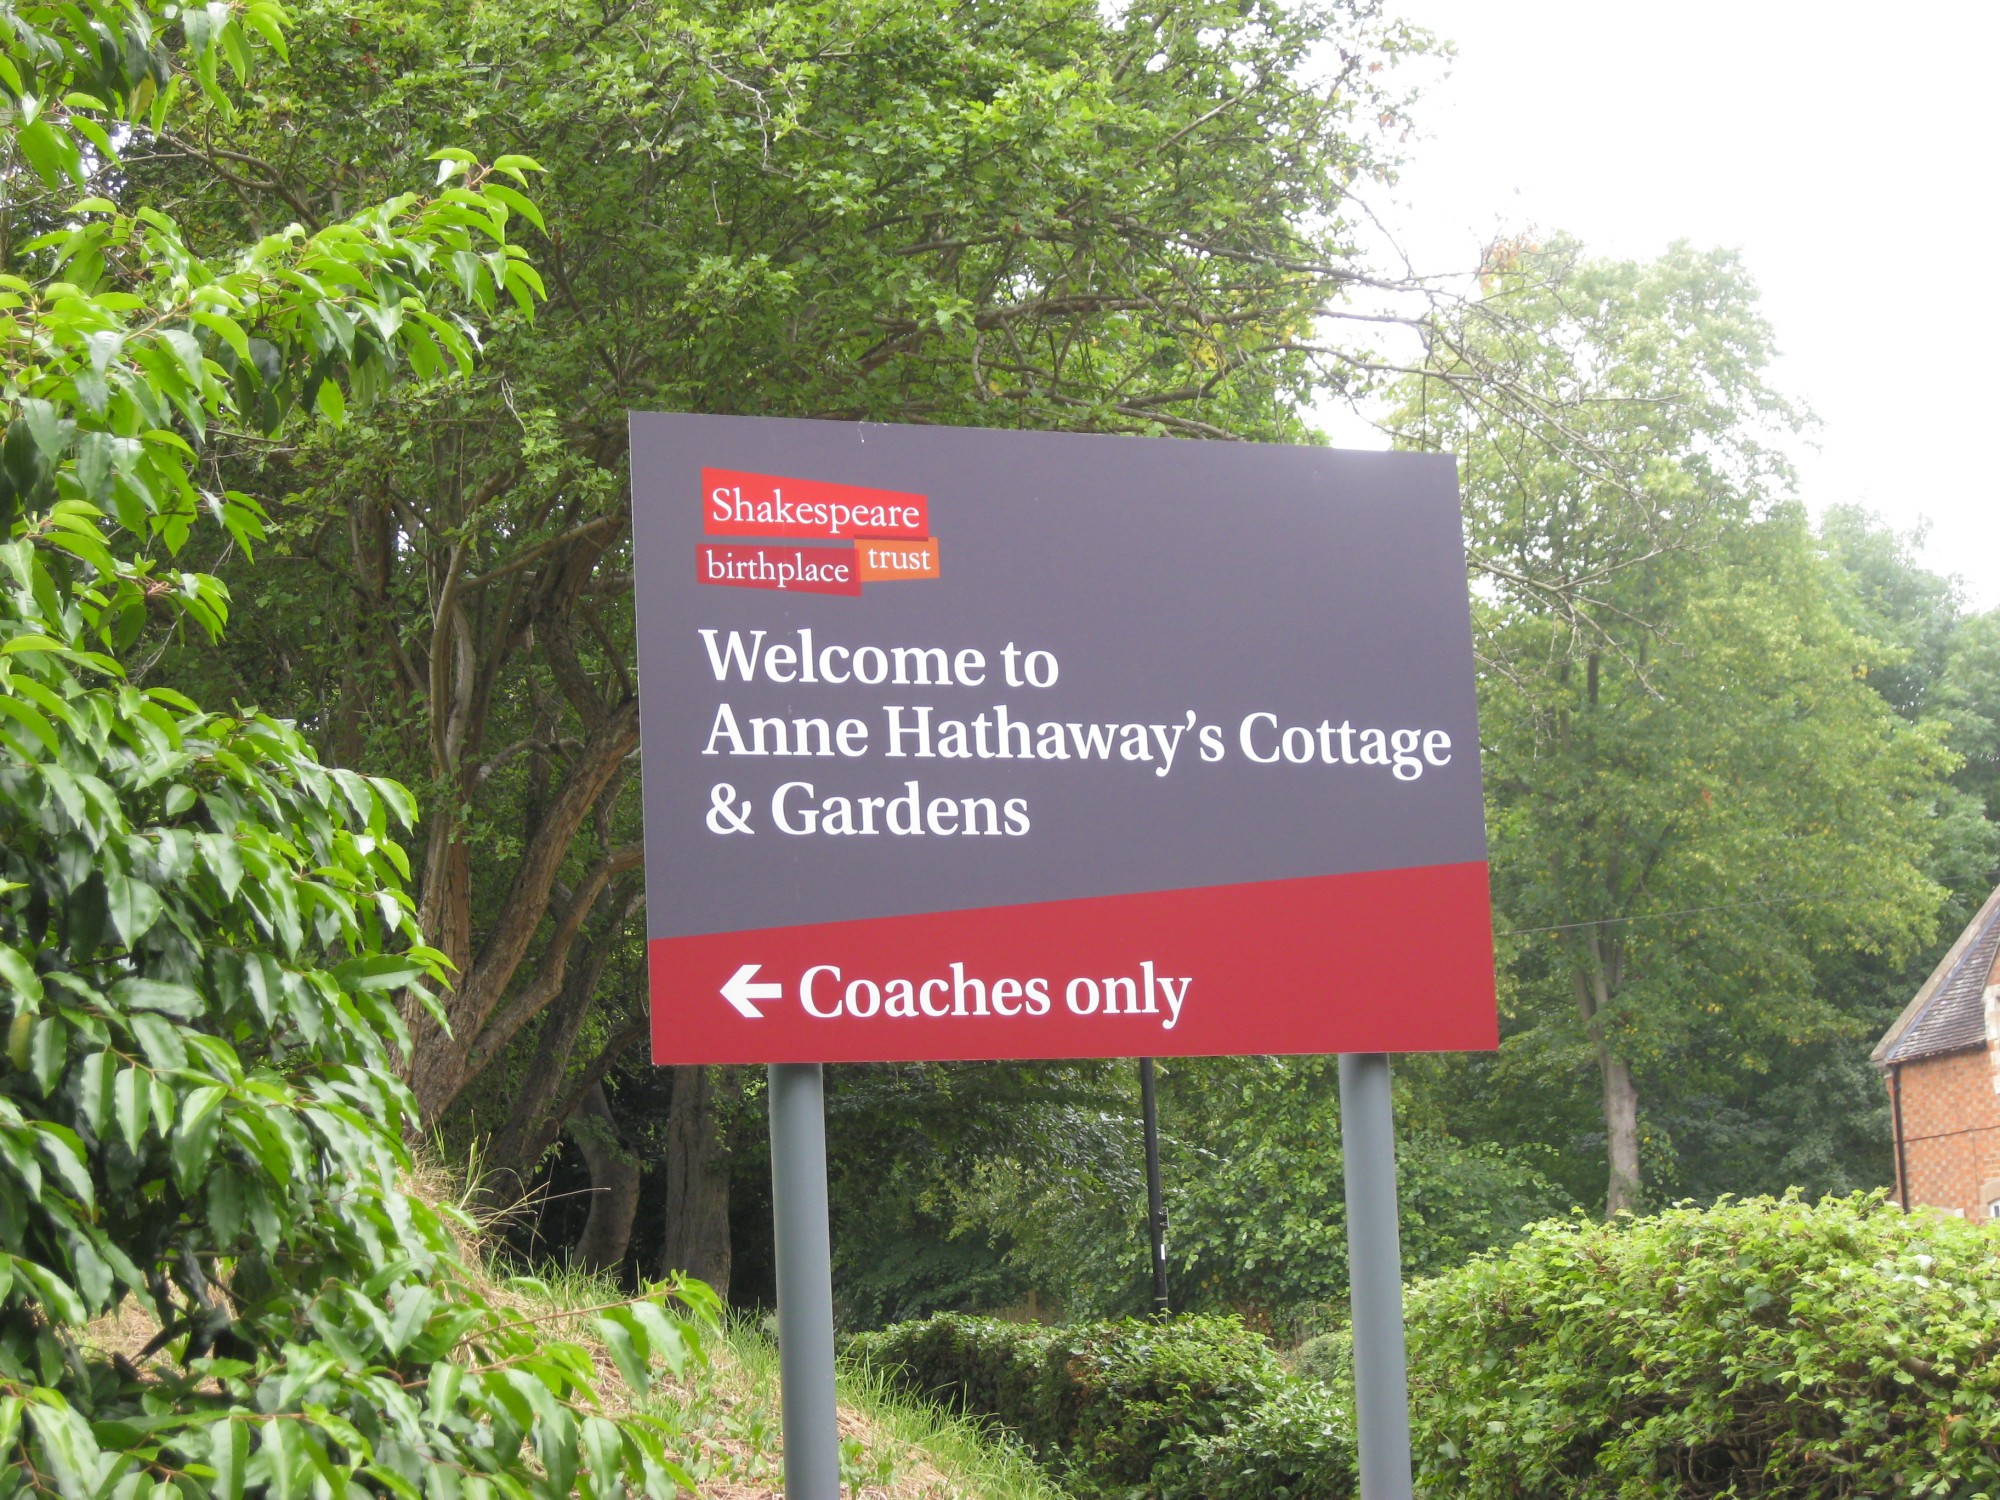 Shakespeare
birthplace trust
Welcome to
Anne Hathaway's Cottage
& Gardens
← Coaches only